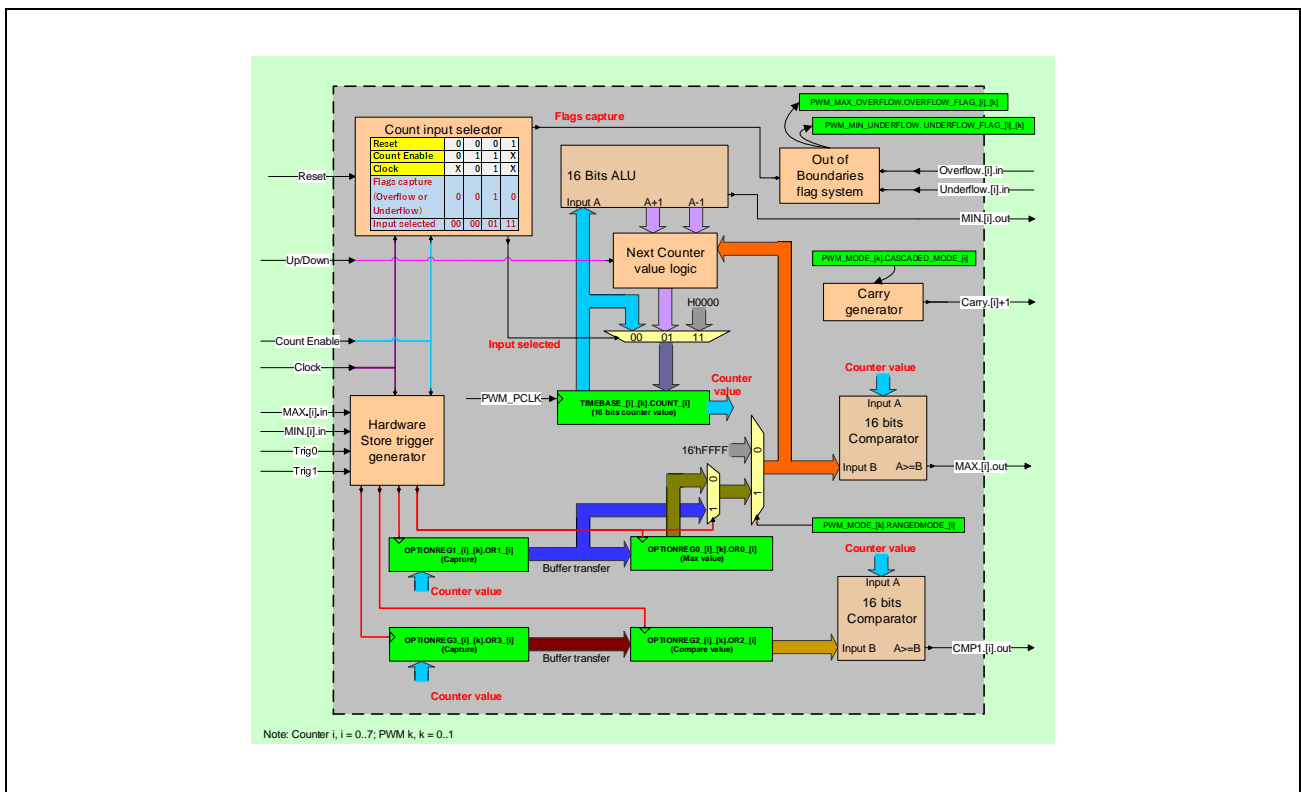 PWM_MAX_OVERFLOW.OVERFLOW_FLAG_[i]_[k]
PWM_MIN_UNDERFLOW. UNDERFLOW_FLAG_[i]_[k]
Flags capture
Count input selector
Reset 0 0 0 1
Count Enable 0 1 1 X
Clock X 0 1 X
Flags capture
(Overflow or
Underflow)
0 0 1 0
Input selected 00 00 01 11
Reset
16 Bits ALU
Input A
A+1
A-1
Out of
Boundaries
flag system
Overflow.[i].in
Underflow.[i].in
MIN.[i].out
Up/Down
Next Counter
value logic
PWM_MODE_[k].CASCADED_MODE_[i]
Carry
generator
Carry.[i]+1
H0000
00 01 11
Input selected
Count Enable
Clock
PWM_PCLK
TIMEBASE_[i]_[k].COUNT_[i]
(16 bits counter value)
Counter
value
Counter value
Input A
16 bits
Comparator
Input B
A>=B
MAX.[i].out
MAX.[i].in
MIN.[i].in
Trig0
Trig1
Hardware
Store trigger
generator
16'hFFFF
0
1
0
1
PWM_MODE_[k].RANGEDMODE_[i]
OPTIONREG1_[i]_[k].OR1_[i]
(Capture)
Buffer transfer
OPTIONREG0_[i]_[k].OR0_[i]
(Max value)
Counter value
Counter value
Input A
16 bits
Comparator
Input B
A>=B
CMP1.[i].out
OPTIONREG3_[i]_[k].OR3_[i]
(Capture)
Buffer transfer
OPTIONREG2_[i]_[k].OR2_[i]
(Compare value)
Counter value
Note: Counter i, i = 0..7; PWM k, k = 0..1